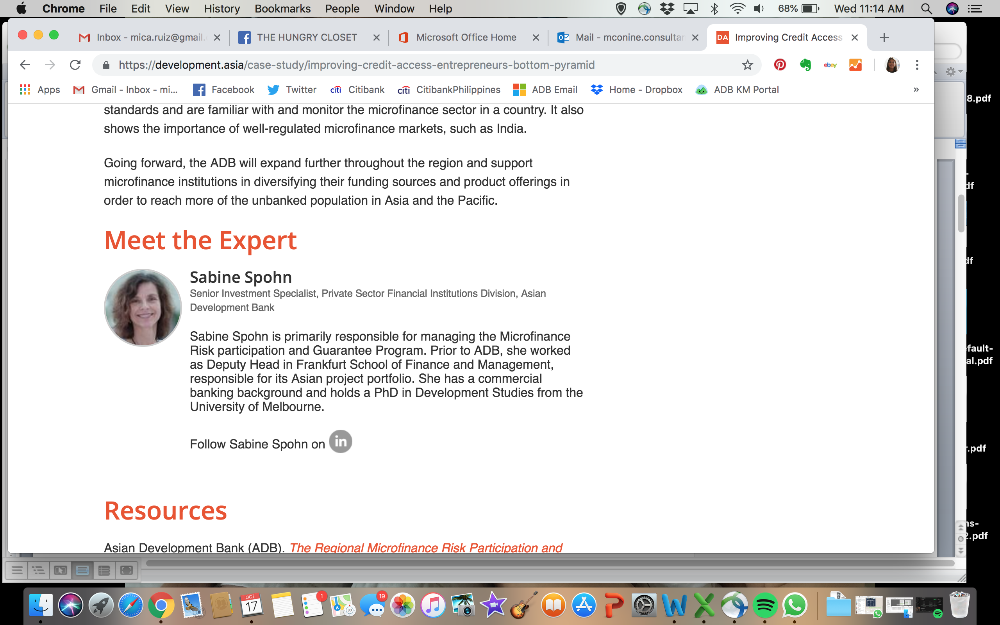 Chrome File Edit View History Bookmarks People Window Help 68% Wed 11:14 AM
Inbox - mica.ruiz@gmail. THE HUNGRY CLOSET Microsoft Office Home Mail - mconine.consultan DA Improving Credit Access
https://development.asia/case-study/improving-credit-access-entrepreneurs-bottom-pyramid ebay
Apps Gmail - Inbox - mi... Facebook Twitter citi Citibank citi CitibankPhilippines ADB Email Home - Dropbox ADB KM Portal »
8.pdf
standards and are familiar with and monitor the microfinance sector in a country. It also
shows the importance of well-regulated microfinance markets, such as India.
Going forward, the ADB will expand further throughout the region and support
microfinance institutions in diversifying their funding sources and product offerings in
order to reach more of the unbanked population in Asia and the Pacific.
Meet the Expert
Sabine Spohn
Senior Investment Specialist, Private Sector Financial Institutions Division, Asian
Development Bank
Sabine Spohn is primarily responsible for managing the Microfinance
Risk participation and Guarantee Program. Prior to ADB, she worked
as Deputy Head in Frankfurt School of Finance and Management,
responsible for its Asian project portfolio. She has a commercial
banking background and holds a PhD in Development Studies from the
University of Melbourne.
Follow Sabine Spohn on in
fault-
al.pdf
.pdf
ns-
2.pdf
Resources
Asian Development Bank (ADB). The Regional Microfinance Risk Participation and
1 19
OCT
17
3D